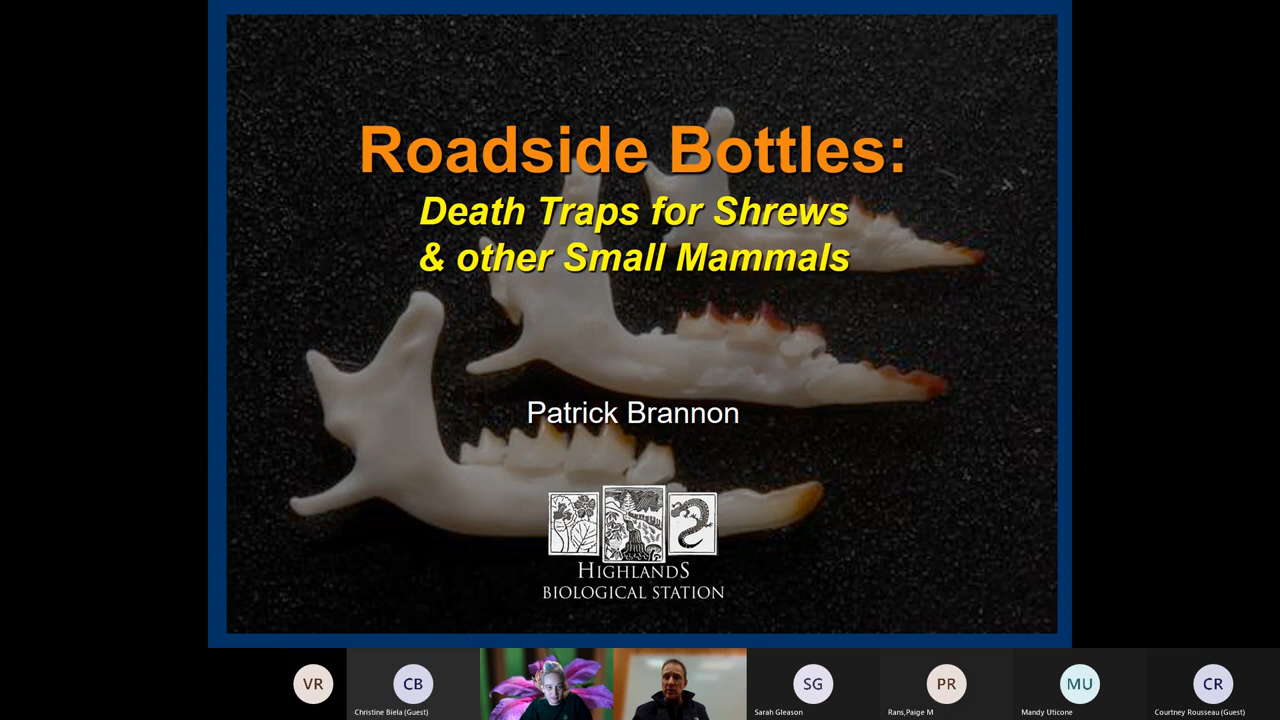 Roadside Bottles:
Death Traps for Shrews
& other Small Mammals
Patrick Brannon
HIGHLANDS
BIOLOGICAL STATION
VR
CB
SG
PR
MU
CR
Christine Biela (Guest)
Sarah Gleason
Rans,Paige M
Mandy Uticone
Courtney Rousseau (Guest)